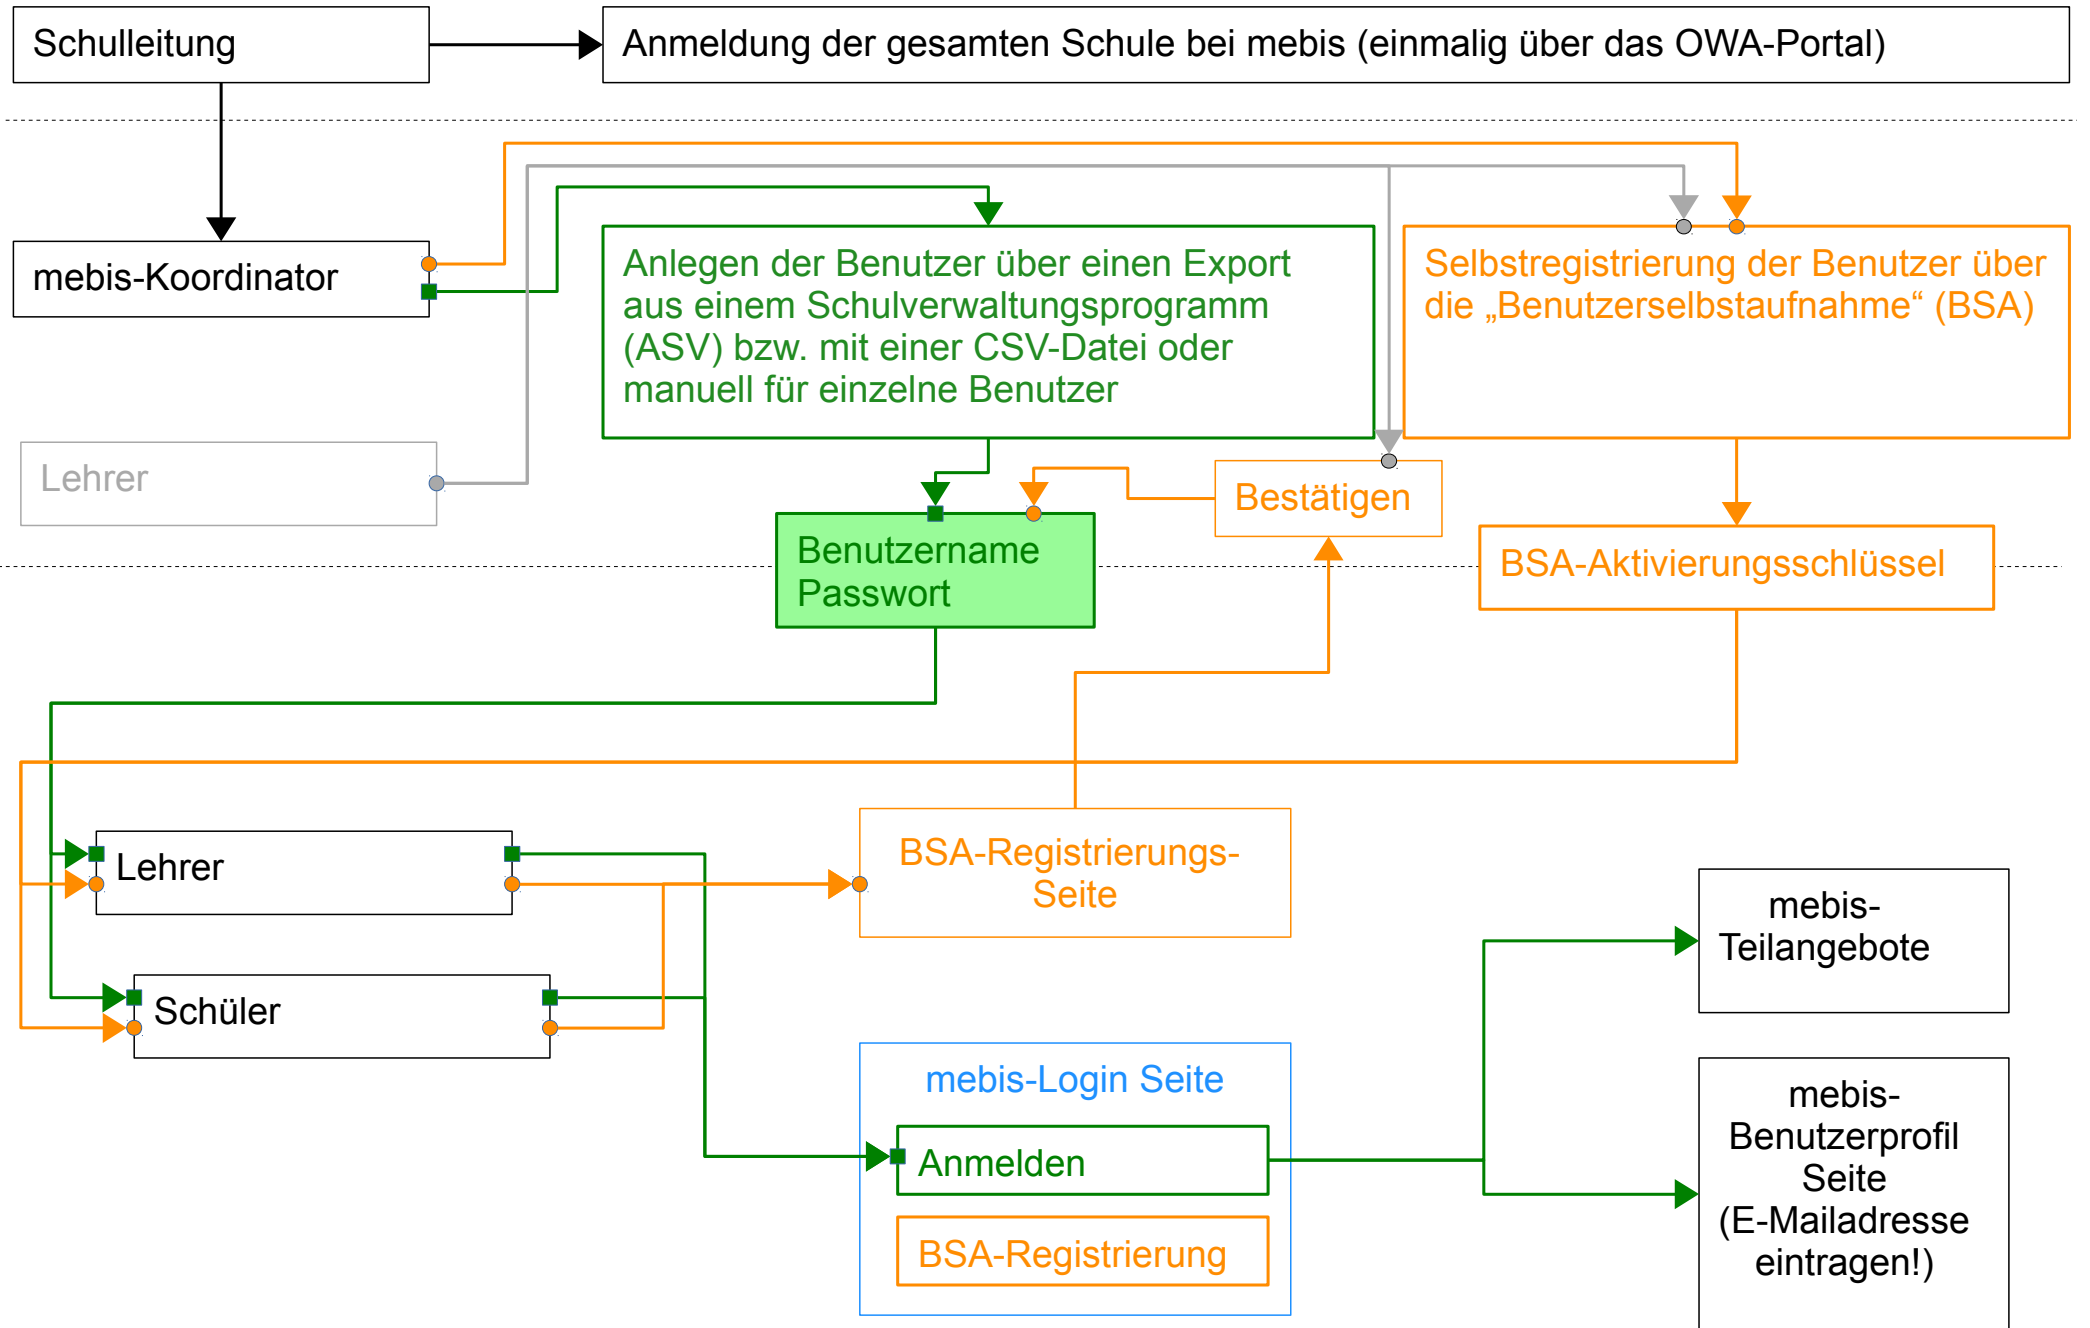 Schulleitung
Anmeldung der gesamten Schule bei mebis (einmalig über das OWA-Portal)
mebis-Koordinator
Anlegen der Benutzer über einen Export
aus einem Schulverwaltungsprogramm
(ASV) bzw. mit einer CSV-Datei oder
manuell für einzelne Benutzer
Selbstregistrierung der Benutzer über
die „Benutzerselbstaufnahme“ (BSA)
Lehrer
Bestätigen
Benutzername
Passwort
BSA-Aktivierungsschlüssel
Lehrer
BSA-Registrierungs-
Seite
Schüler
mebis-
Teilangebote
mebis-Login Seite
Anmelden
BSA-Registrierung
mebis-
Benutzerprofil
Seite
(E-Mailadresse
eintragen!)